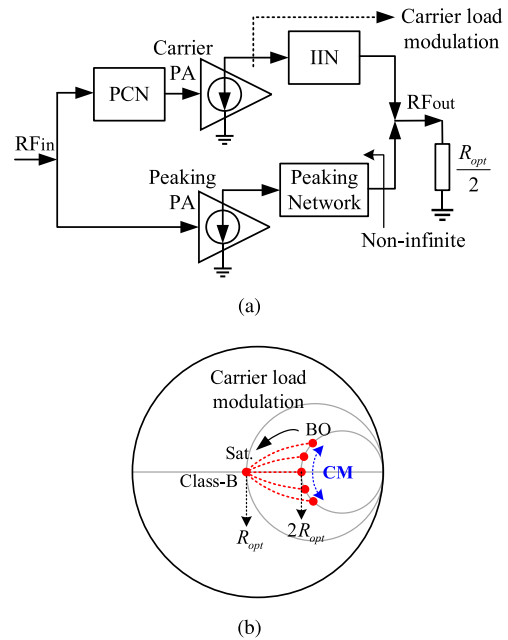 Carrier
PA
Carrier load
modulation
IIN
PCN
RFin
RFout
R_opt
2
Peaking
PA
Peaking
Network
Non-infinite
(a)
Carrier load
modulation
BO
Sat.
CM
Class-B
R_opt
2R_opt
(b)